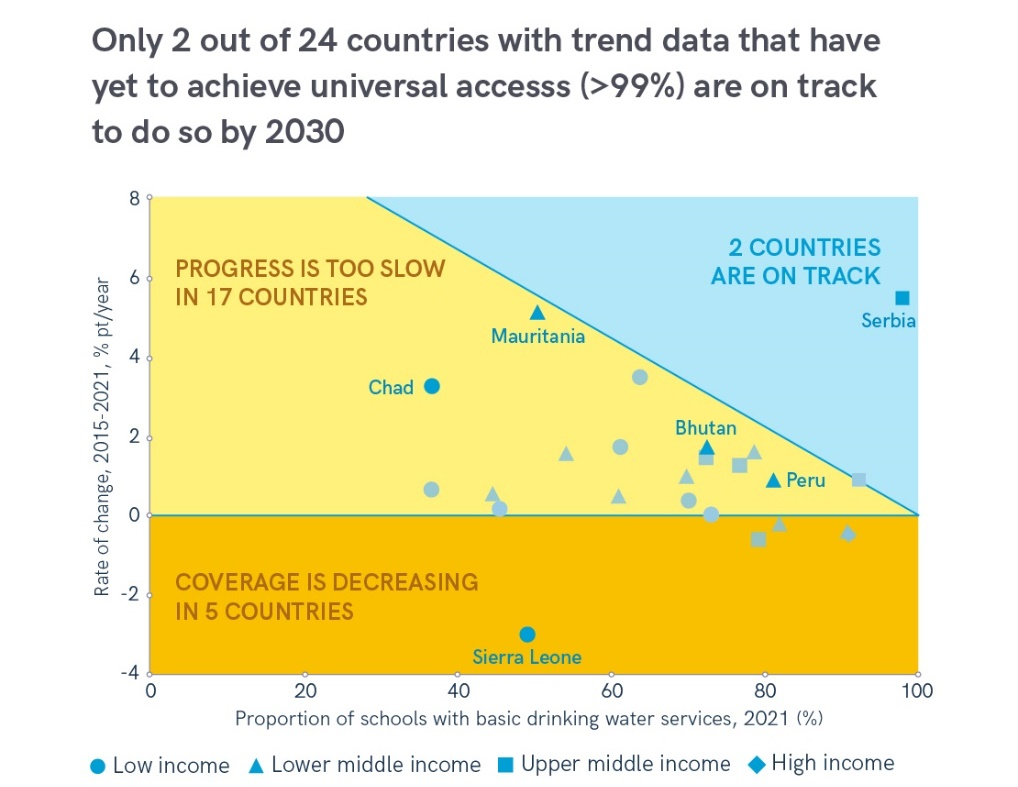 Only 2 out of 24 countries with trend data that have
yet to achieve universal accesss (>99%) are on track
to do so by 2030
8
6
4
2
0
-2
-4
Rate of change, 2015-2021, % pt/year
PROGRESS IS TOO SLOW
IN 17 COUNTRIES
2 COUNTRIES
ARE ON TRACK
Serbia
Mauritania
Chad
Bhutan
Peru
COVERAGE IS DECREASING
IN 5 COUNTRIES
Sierra Leone
0 20 40 60 80 100
Proportion of schools with basic drinking water services, 2021 (%)
Low income Lower middle income Upper middle income High income